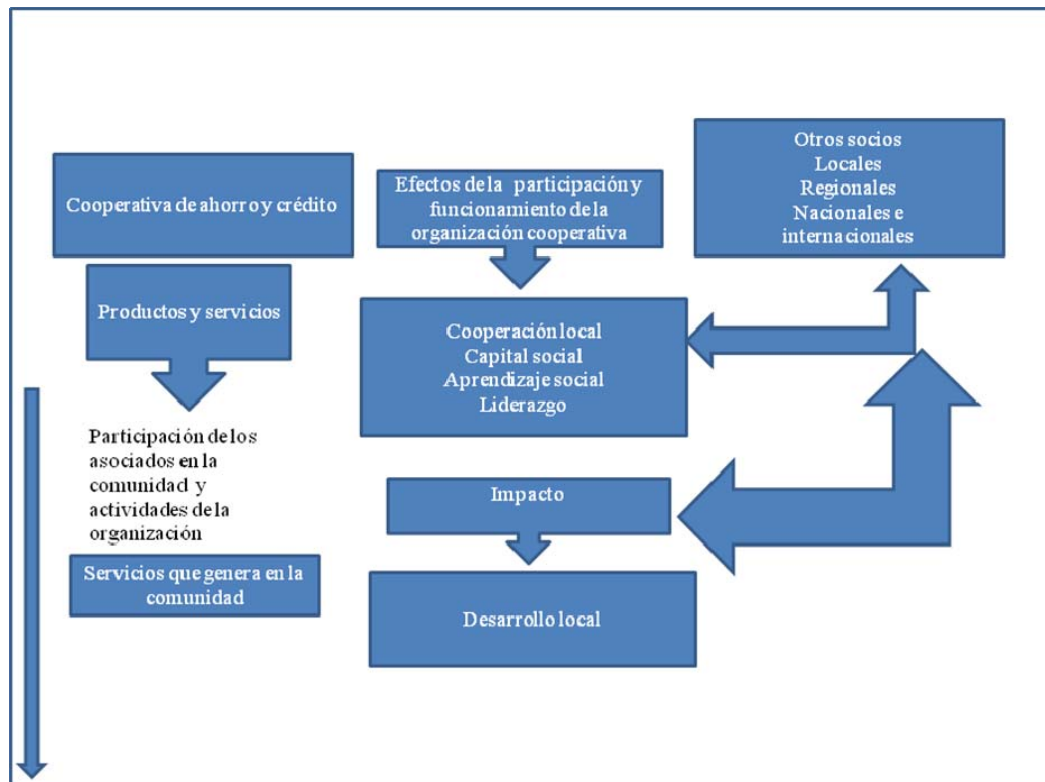 Cooperativa de ahorro y crédito
Productos y servicios
Participación de los
asociados en la
comunidad y
actividades de la
organización
Servicios que genera en la
comunidad
Efectos de la participación y
funcionamiento de la
organización cooperativa
Cooperación local
Capital social
Aprendizaje social
Liderazgo
Impacto
Desarrollo local
Otros socios
Locales
Regionales
Nacionales e
internacionales